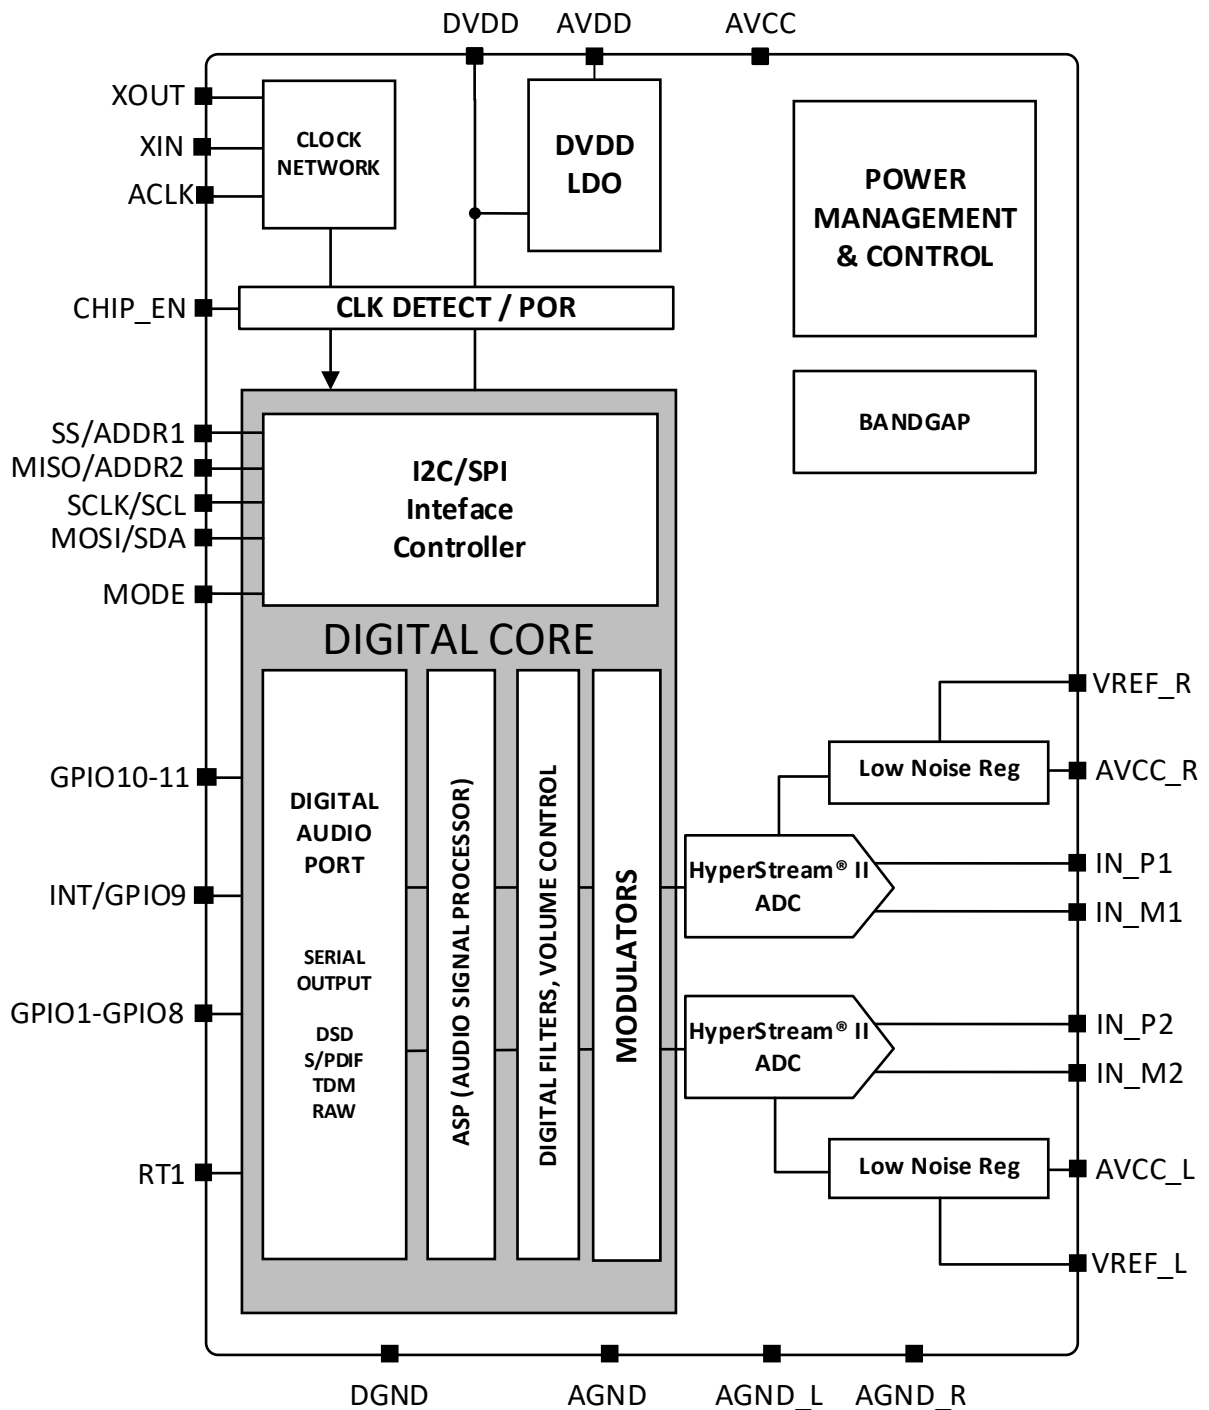 DVDD
AVDD
AVCC
XOUT
XIN
ACLK
CLOCK
NETWORK
DVDD
LDO
POWER
MANAGEMENT
& CONTROL
CHIP_EN
CLK DETECT / POR
BANDGAP
SS/ADDR1
MISO/ADDR2
SCLK/SCL
MOSI/SDA
MODE
I2C/SPI
Inteface
Controller
DIGITAL CORE
GPIO10-11
INT/GPIO9
GPIO1-GPIO8
RT1
DIGITAL
AUDIO
PORT
SERIAL
OUTPUT
DSD
S/PDIF
TDM
RAW
ASP (AUDIO SIGNAL PROCESSOR)
DIGITAL FILTERS, VOLUME CONTROL
MODULATORS
VREF_R
Low Noise Reg
AVCC_R
HyperStream® II
ADC
IN_P1
IN_M1
HyperStream® II
ADC
IN_P2
IN_M2
Low Noise Reg
AVCC_L
VREF_L
DGND
AGND
AGND_L
AGND_R